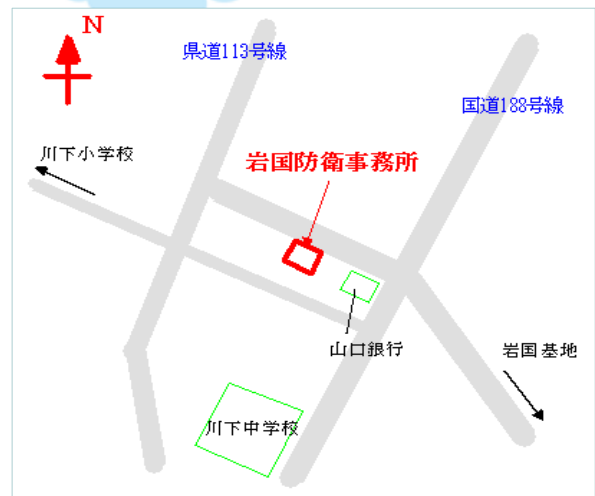 N
県道113号線
国道188号線
川下小学校
岩国防衛事務所
山口銀行
岩国基地
川下中学校